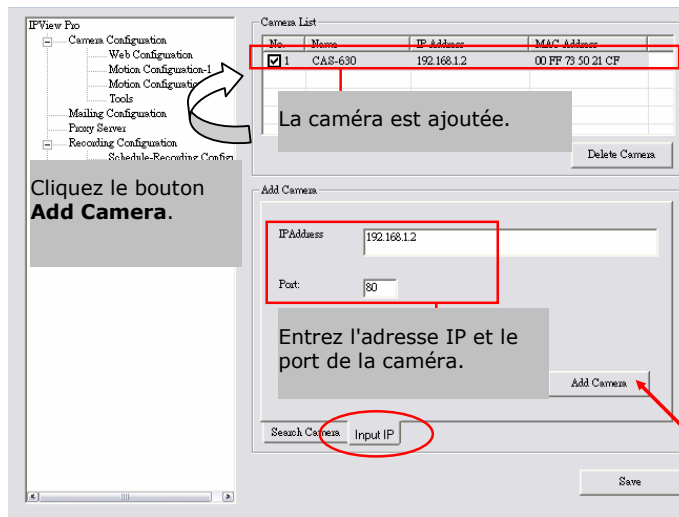 IPView Pro
Camera Configuration
Web Configuration
Motion Configuration-1
Motion
Tools
Mailing Configuration
Proxy Server
Recording Configuration
Schedule-Recording
Cliquez le bouton
Add Camera.
Camera List
No. Name IP Address MAC Address
1 CAS-630 192.168.1.2 00 FF 73 50 21 CF
La caméra est ajoutée.
Delete Camera
Add Camera
IPAddress 192.168.1.2
Port: 80
Entrez l'adresse IP et le
port de la caméra.
Add Camera
Search Camera Input IP
Save